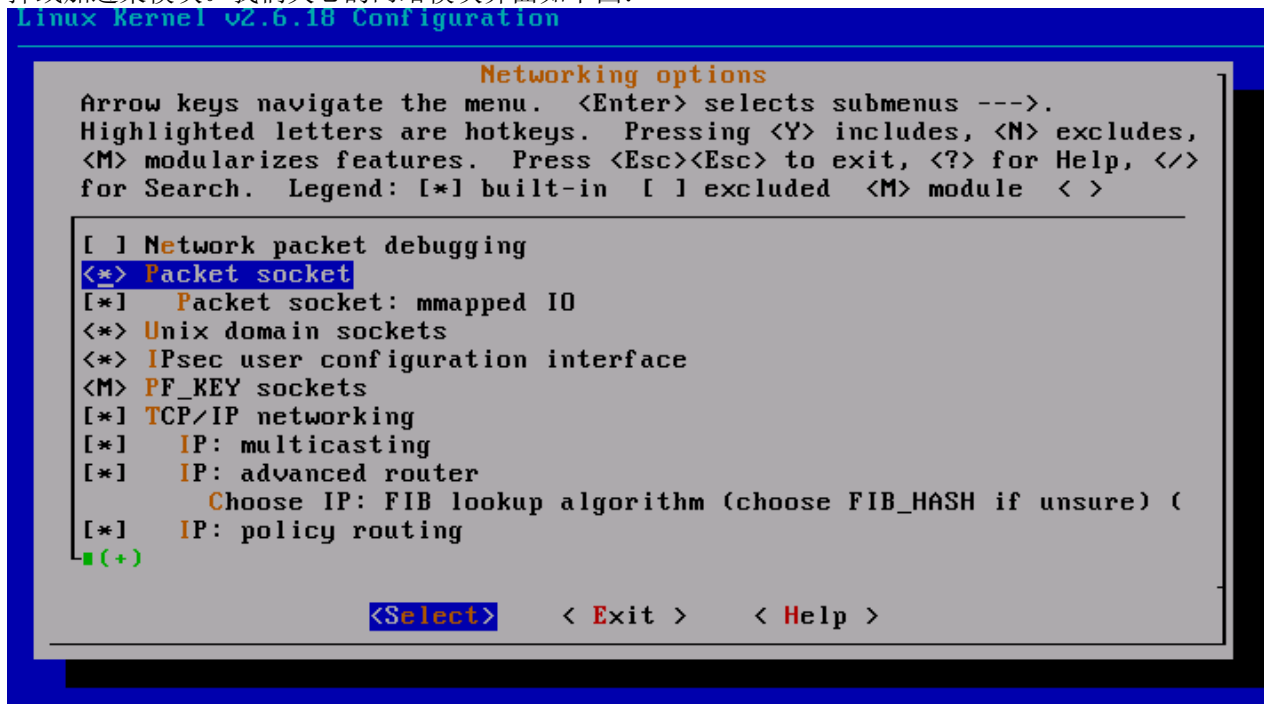 Linux Kernel v2.6.18 Configuration
Networking options
Arrow keys navigate the menu. <Enter> selects submenus --->.
Highlighted letters are hotkeys. Pressing <Y> includes, <N> excludes,
<M> modularizes features. Press <Esc><Esc> to exit, <?> for Help, </>
for Search. Legend: [*] built-in [ ] excluded <M> module < >
[ ] Network packet debugging
<*> Packet socket
[*] Packet socket: mmapped IO
<*> Unix domain sockets
<*> IPsec user configuration interface
<M> PF_KEY sockets
[*] TCP/IP networking
[*] IP: multicasting
[*] IP: advanced router
Choose IP: FIB lookup algorithm (choose FIB_HASH if unsure) (
[*] IP: policy routing
(+)
<Select> < Exit > < Help >